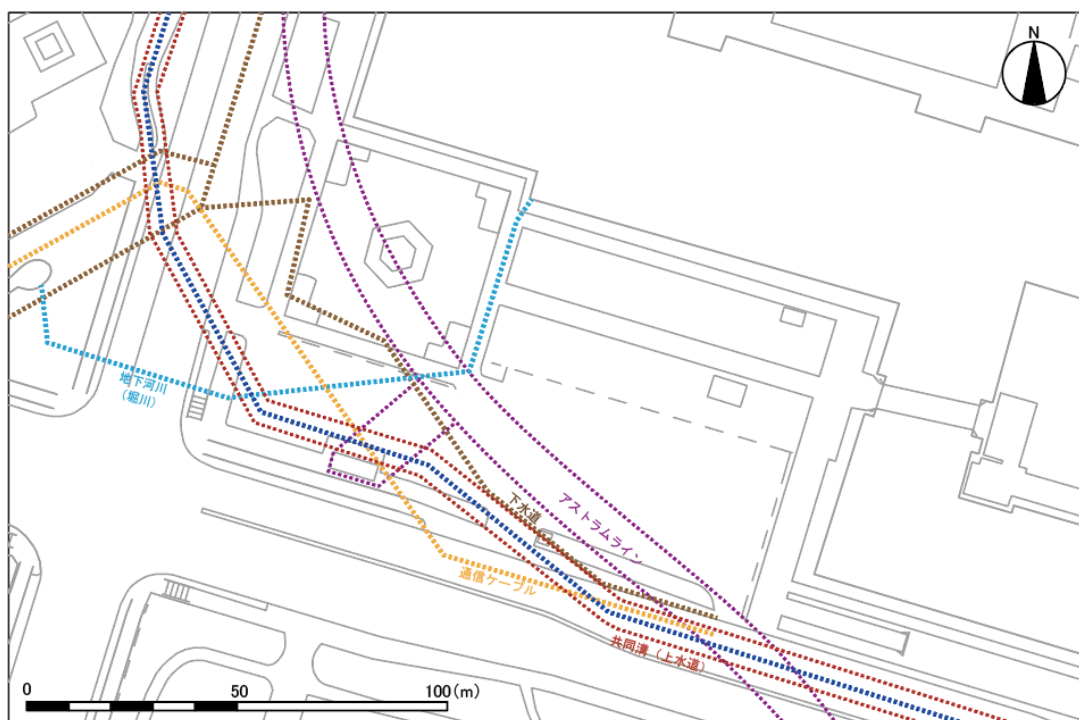 N
地下河川
（堀川）
下水道
アストラムライン
通信ケーブル
共同溝（上水道）
0 50 100(m)